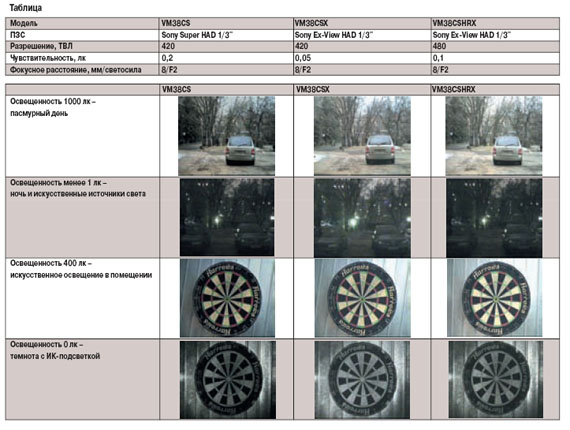 Таблица
Модель VM38CS VM38CSX VM38CSHRX
ПЗС Sony Super HAD 1/3˝ Sony Ex-View HAD 1/3˝ Sony Ex-View HAD 1/3˝
Разрешение, ТВЛ 420 420 480
Чувствительность, лк 0,2 0,05 0,1
Фокусное расстояние, мм/светосила 8/F2 8/F2 8/F2
VM38CS VM38CSX VM38CSHRX
Освещенность 1000 лк –
пасмурный день
Освещенность менее 1 лк –
ночь и искусственные источники света
Освещенность 400 лк –
искусственное освещение в помещении
Harrows Harrows Harrows
Освещенность 0 лк –
темнота с ИК-подсветкой